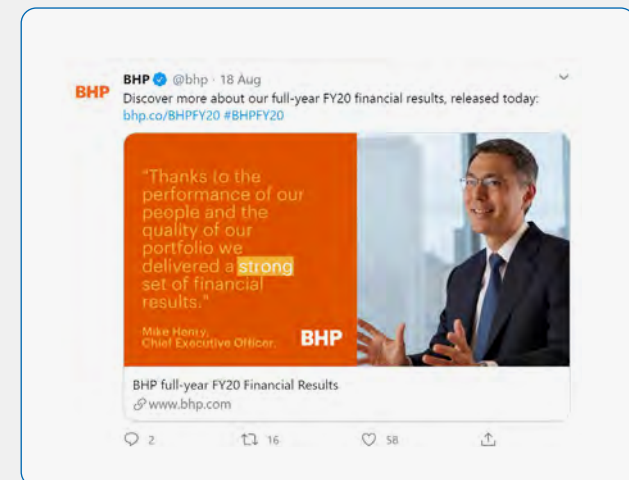 BHP @bhp · 18 Aug
BHP
Discover more about our full-year FY20 financial results, released today:
bhp.co/BHPFY20 #BHPFY20
"Thanks to the
performance of our
people and the
quality of our
portfolio we
delivered a strong
set of financial
results."
Mike Henry,
Chief Executive Officer.
BHP
BHP full-year FY20 Financial Results
www.bhp.com
2 16 58